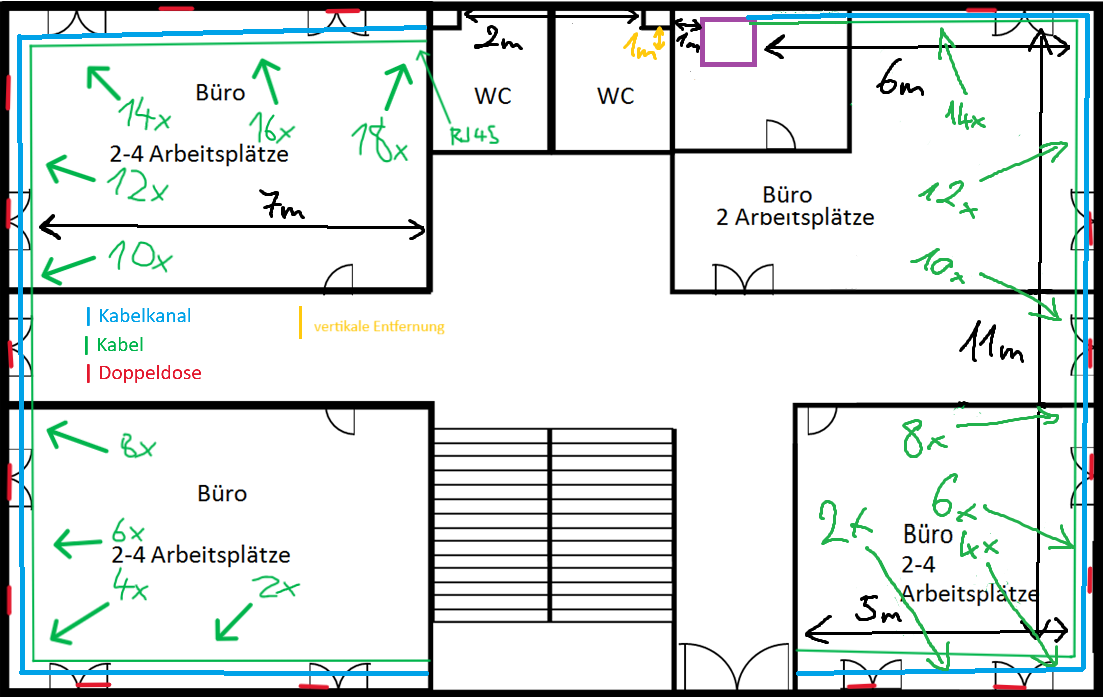 2m
1m
1m
6m
Büro
WC
WC
14x
16x
18x
RJ45
14x
2-4 Arbeitsplätze
12x
12x
Büro
2 Arbeitsplätze
7m
10x
10x
Kabelkanal
vertikale Entfernung
Kabel
Doppeldose
11m
8x
8x
Büro
6x
6x
2x
Büro
4x
2-4 Arbeitsplätze
2-4
Arbeitsplätze
4x
2x
5m